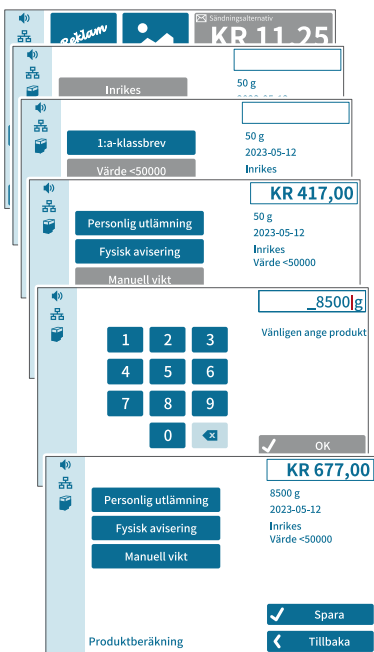 Reklam
Sändningsalternativ
KR 11,25
Inrikes
50 g
1:a-klassbrev
Värde <50000
50 g
2023-05-12
Inrikes
KR 417,00
Personlig utlämning
Fysisk avisering
Manuell vikt
50 g
2023-05-12
Inrikes
Värde <50000
_8500 g
Vänligen ange produkt
1 2 3
4 5 6
7 8 9
0
OK
KR 677,00
Personlig utlämning
Fysisk avisering
Manuell vikt
8500 g
2023-05-12
Inrikes
Värde <50000
Spara
Produktberäkning
Tillbaka